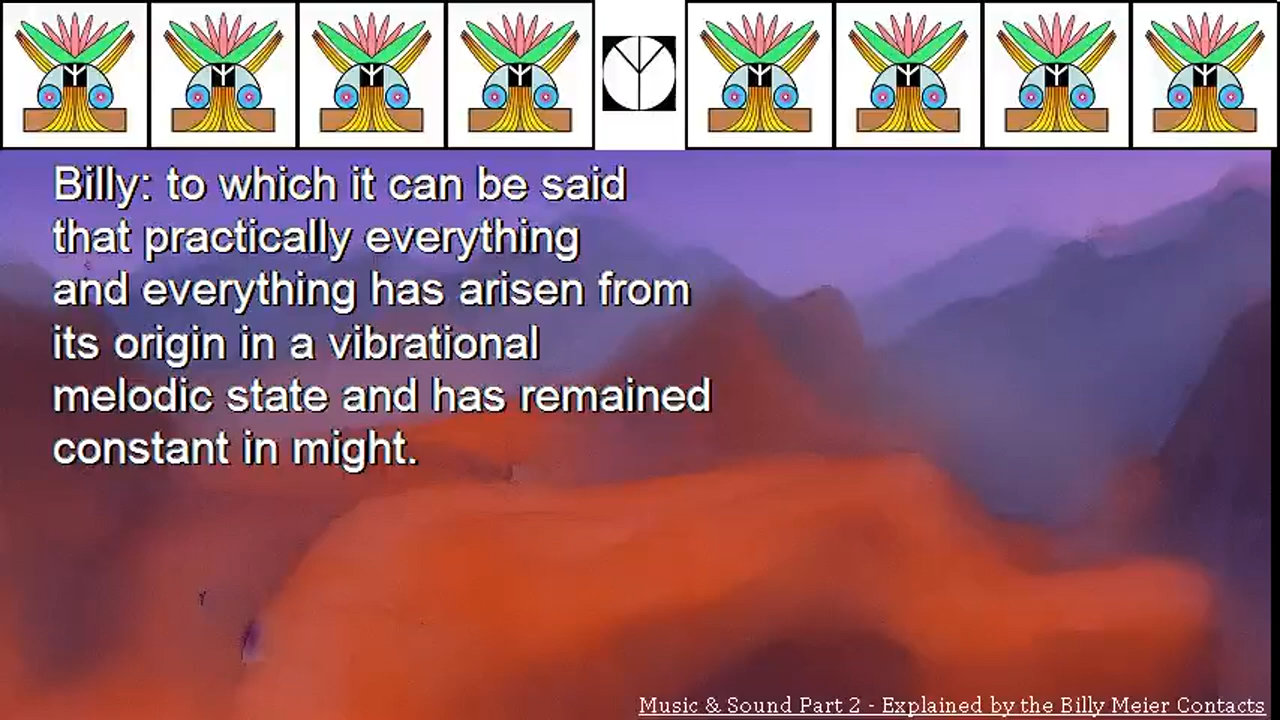 Billy: to which it can be said
that practically everything
and everything has arisen from
its origin in a vibrational
melodic state and has remained
constant in might.
Music & Sound Part 2 - Explained by the Billy Meier Contacts